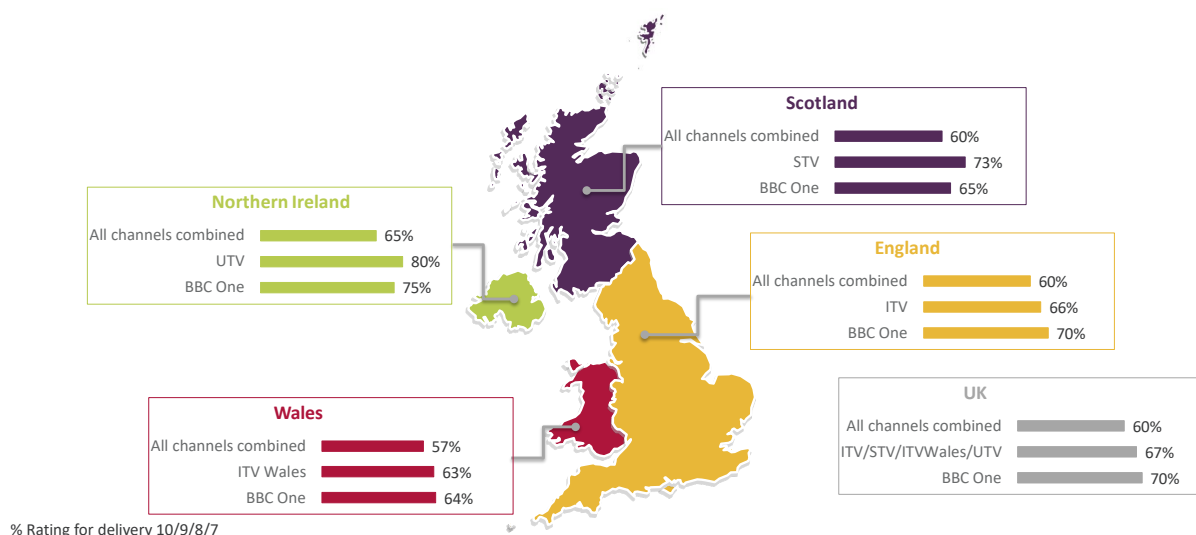 Scotland
All channels combined 60%
STV 73%
BBC One 65%
Northern Ireland
All channels combined 65%
UTV 80%
BBC One 75%
England
All channels combined 60%
ITV 66%
BBC One 70%
Wales
All channels combined 57%
ITV Wales 63%
BBC One 64%
UK
All channels combined 60%
ITV/STV/ITVWales/UTV 67%
BBC One 70%
% Rating for delivery 10/9/8/7